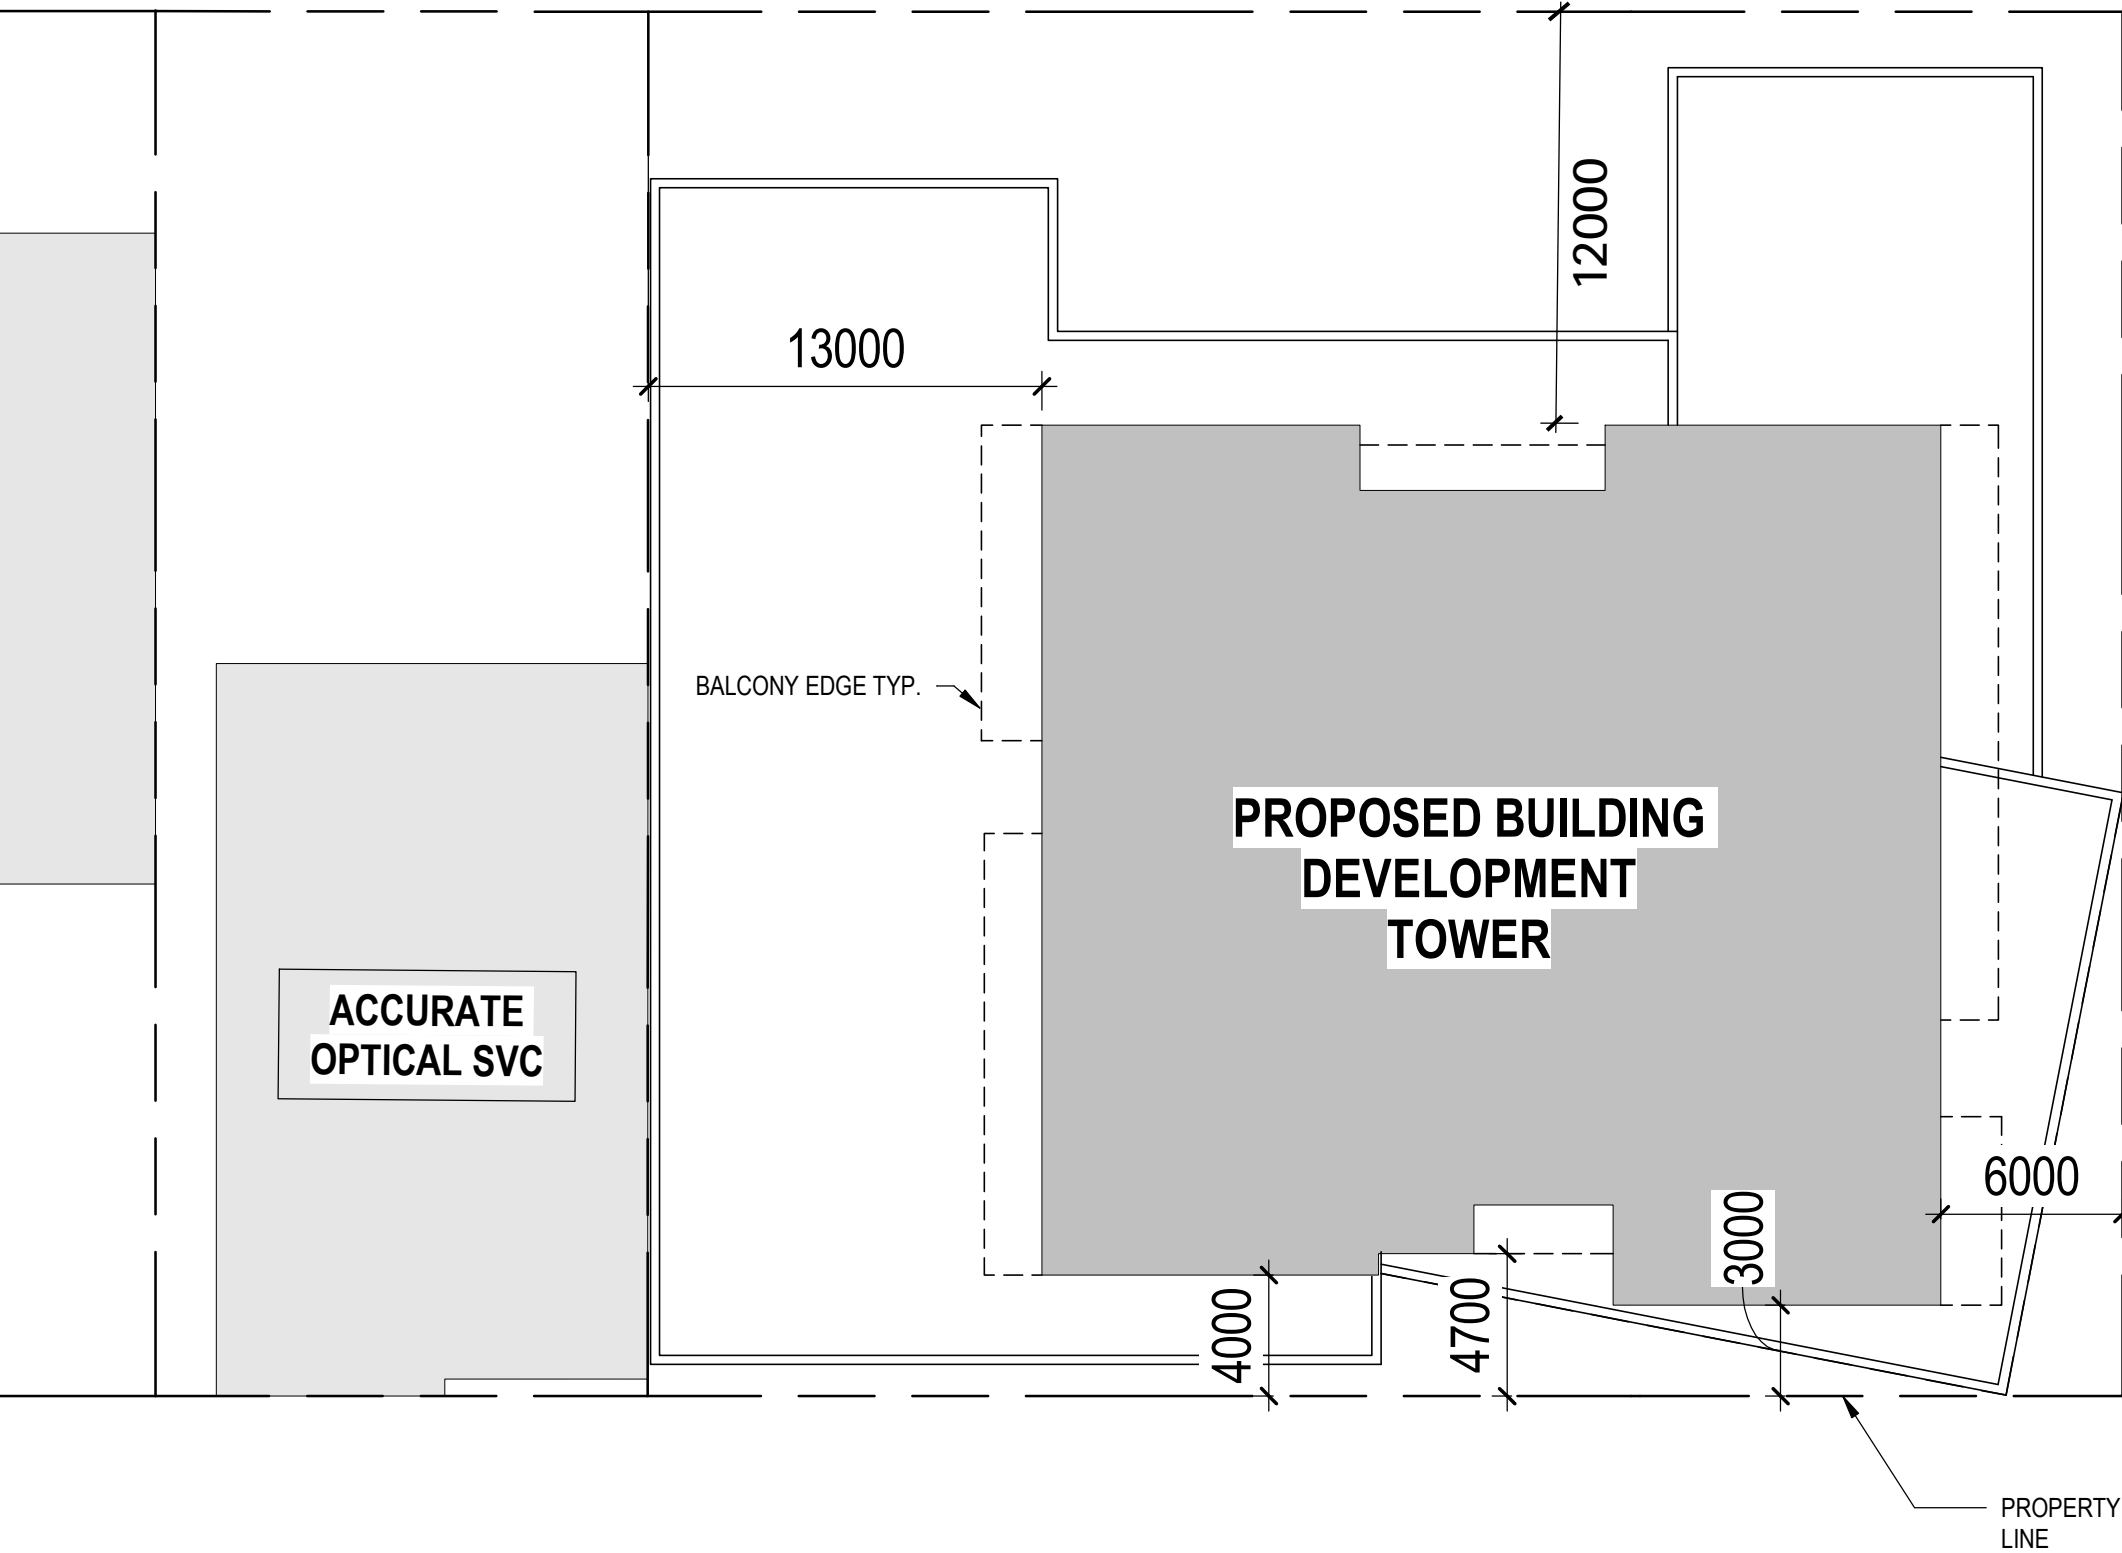 12000
13000
BALCONY EDGE TYP.
PROPOSED BUILDING
DEVELOPMENT
TOWER
ACCURATE
OPTICAL SVC
6000
3000
4700
4000
PROPERTY
LINE